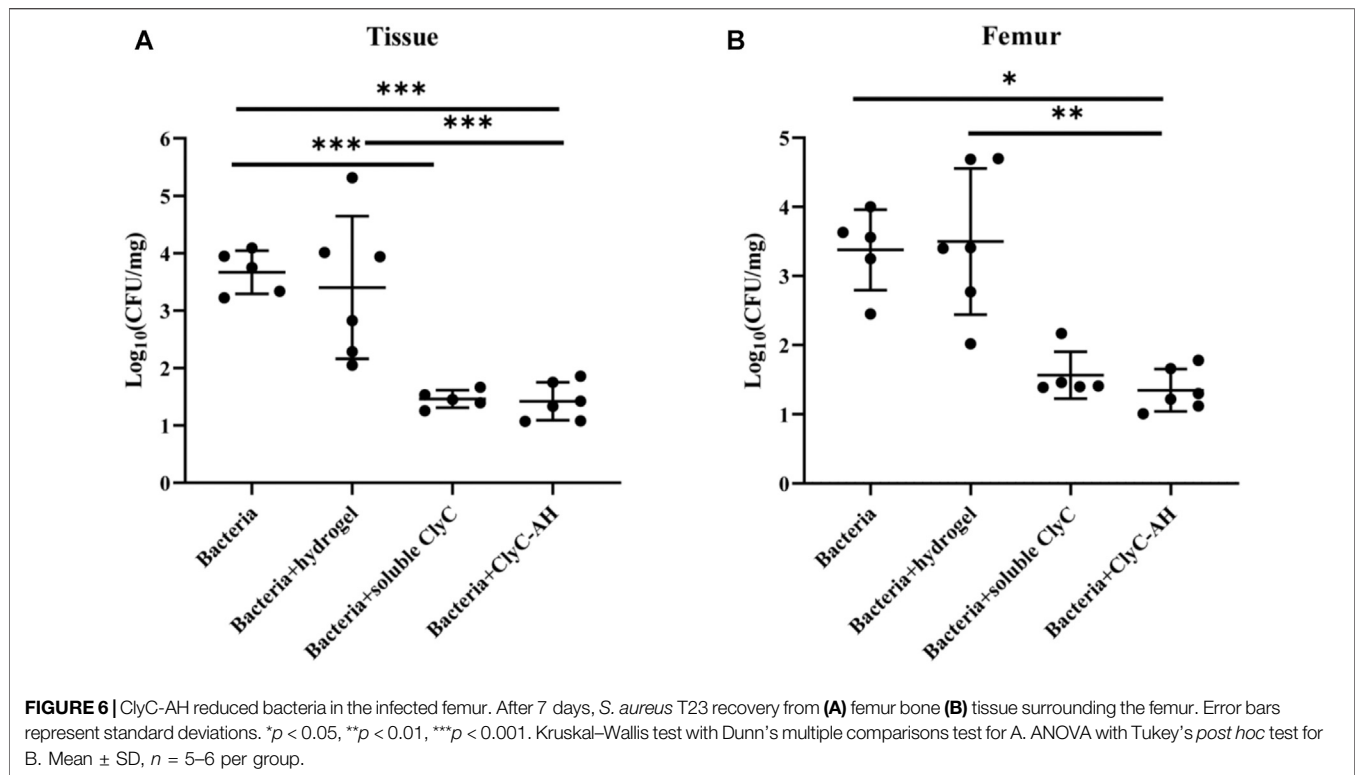 A
Tissue
***
***
***
Log10(CFU/mg)
6
5
4
3
2
1
0
Bacteria
Bacteria+hydrogel
Bacteria+soluble ClyC
Bacteria+ClyC-AH
B
Femur
*
**
Log10(CFU/mg)
5
4
3
2
1
0
Bacteria
Bacteria+hydrogel
Bacteria+soluble ClyC
Bacteria+ClyC-AH
FIGURE 6 | ClyC-AH reduced bacteria in the infected femur. After 7 days, S. aureus T23 recovery from (A) femur bone (B) tissue surrounding the femur. Error bars
represent standard deviations. *p < 0.05, **p < 0.01, ***p < 0.001. Kruskal–Wallis test with Dunn's multiple comparisons test for A. ANOVA with Tukey's post hoc test for
B. Mean ± SD, n = 5–6 per group.